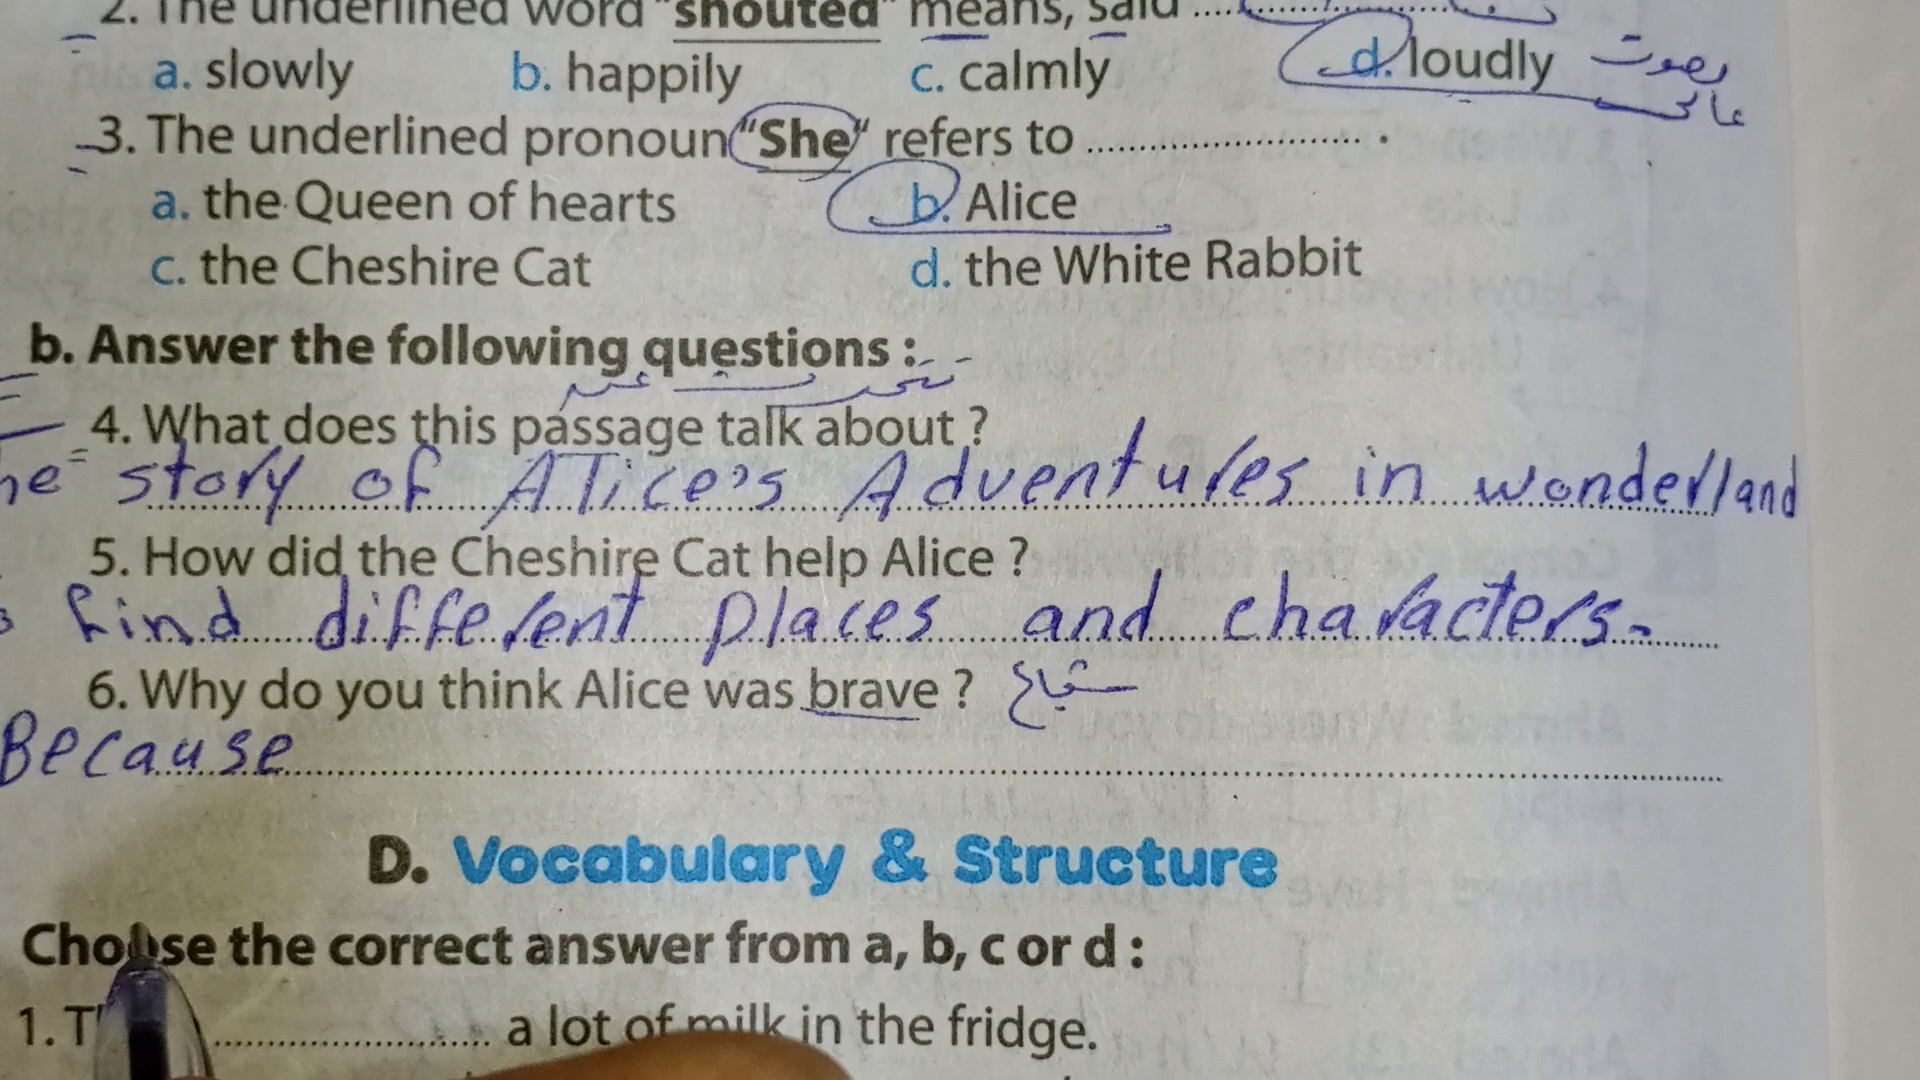 2. The underlined word "shouted" means, said ....................
a. slowly b. happily c. calmly d. loudly بصوت
عالى
3. The underlined pronoun "She" refers to ........................... .
a. the Queen of hearts b. Alice
c. the Cheshire Cat d. the White Rabbit
b. Answer the following questions :
4. What does this passage talk about ?
story of Alice's Adventures in wonderland
5. How did the Cheshire Cat help Alice ?
find different places and characters.
6. Why do you think Alice was brave ? شجاع
Because
D. Vocabulary & Structure
Choose the correct answer from a, b, c or d :
1. ........................... a lot of milk in the fridge.